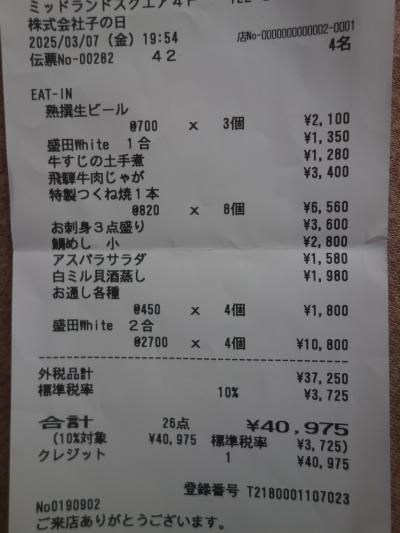 ミッドランドスクエア4F
株式会社子の日
2025/03/07 (金) 19:54 店No-0000000000002-0001
伝票No-00282 42 4名
EAT-IN
熟撰生ビール
@700 x 3個 ¥2,100
盛田White 1合 ¥1,350
牛すじの土手煮 ¥1,280
飛騨牛肉じゃが ¥3,400
特製つくね焼1本
@820 x 8個 ¥6,560
お刺身3点盛り ¥3,600
鯛めし 小 ¥2,800
アスパラサラダ ¥1,580
白ミル貝酒蒸し ¥1,980
お通し各種
@450 x 4個 ¥1,800
盛田White 2合
@2700 x 4個 ¥10,800
外税品計 ¥37,250
標準税率 10% ¥3,725
合計 26点 ¥40,975
(10%対象 ¥40,975 標準税率 ¥3,725)
クレジット 1 ¥40,975
登録番号 T2180001107023
No0190902
ご来店ありがとうございます。